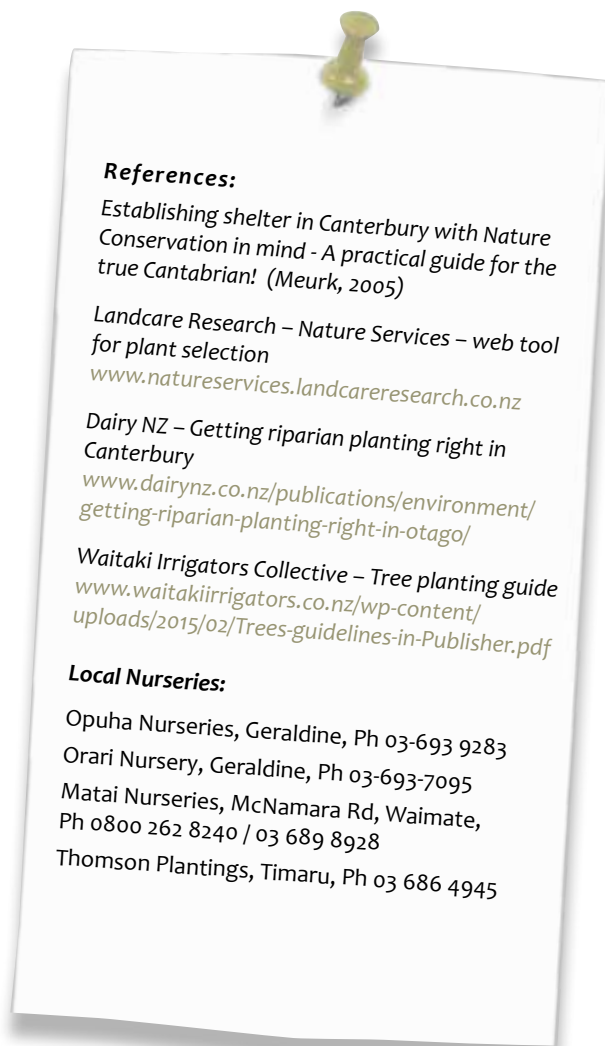 References:
Establishing shelter in Canterbury with Nature
Conservation in mind - A practical guide for the
true Cantabrian!  (Meurk, 2005)
Landcare Research – Nature Services – web tool
for plant selection
www.natureservices.landcareresearch.co.nz
Dairy NZ – Getting riparian planting right in
Canterbury
www.dairynz.co.nz/publications/environment/
getting-riparian-planting-right-in-otago/
Waitaki Irrigators Collective – Tree planting guide
www.waitakiirrigators.co.nz/wp-content/
uploads/2015/02/Trees-guidelines-in-Publisher.pdf
Local Nurseries:
Opuha Nurseries, Geraldine, Ph 03-693 9283
Orari Nursery, Geraldine, Ph 03-693-7095
Matai Nurseries, McNamara Rd, Waimate,
Ph 0800 262 8240 / 03 689 8928
Thomson Plantings, Timaru, Ph 03 686 4945